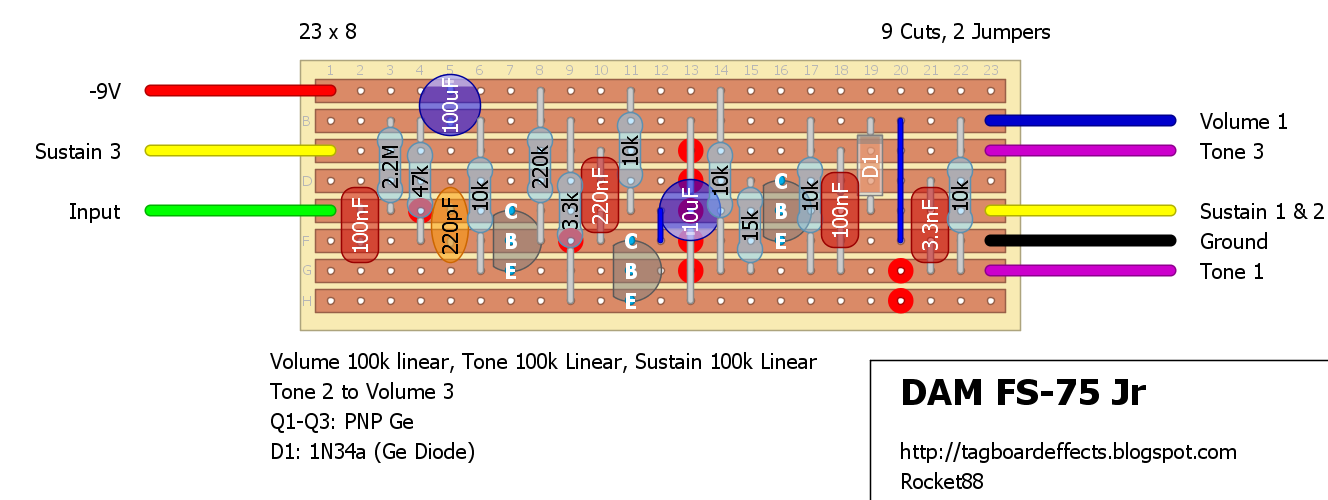 23 x 8
9 Cuts, 2 Jumpers
1 2 3 4 5 6 7 8 9 10 11 12 13 14 15 16 17 18 19 20 21 22 23
-9V
Sustain 3
Input
B
D
F
G
H
100uF
2.2M
47k
100nF
220pF
10k
C
B
E
220k
3.3k
220nF
10k
C
B
E
10uF
10k
15k
C
B
E
10k
100nF
D1
3.3nF
10k
Volume 1
Tone 3
Sustain 1 & 2
Ground
Tone 1
Volume 100k linear, Tone 100k Linear, Sustain 100k Linear
Tone 2 to Volume 3
Q1-Q3: PNP Ge
D1: 1N34a (Ge Diode)
DAM FS-75 Jr
http://tagboardeffects.blogspot.com
Rocket88